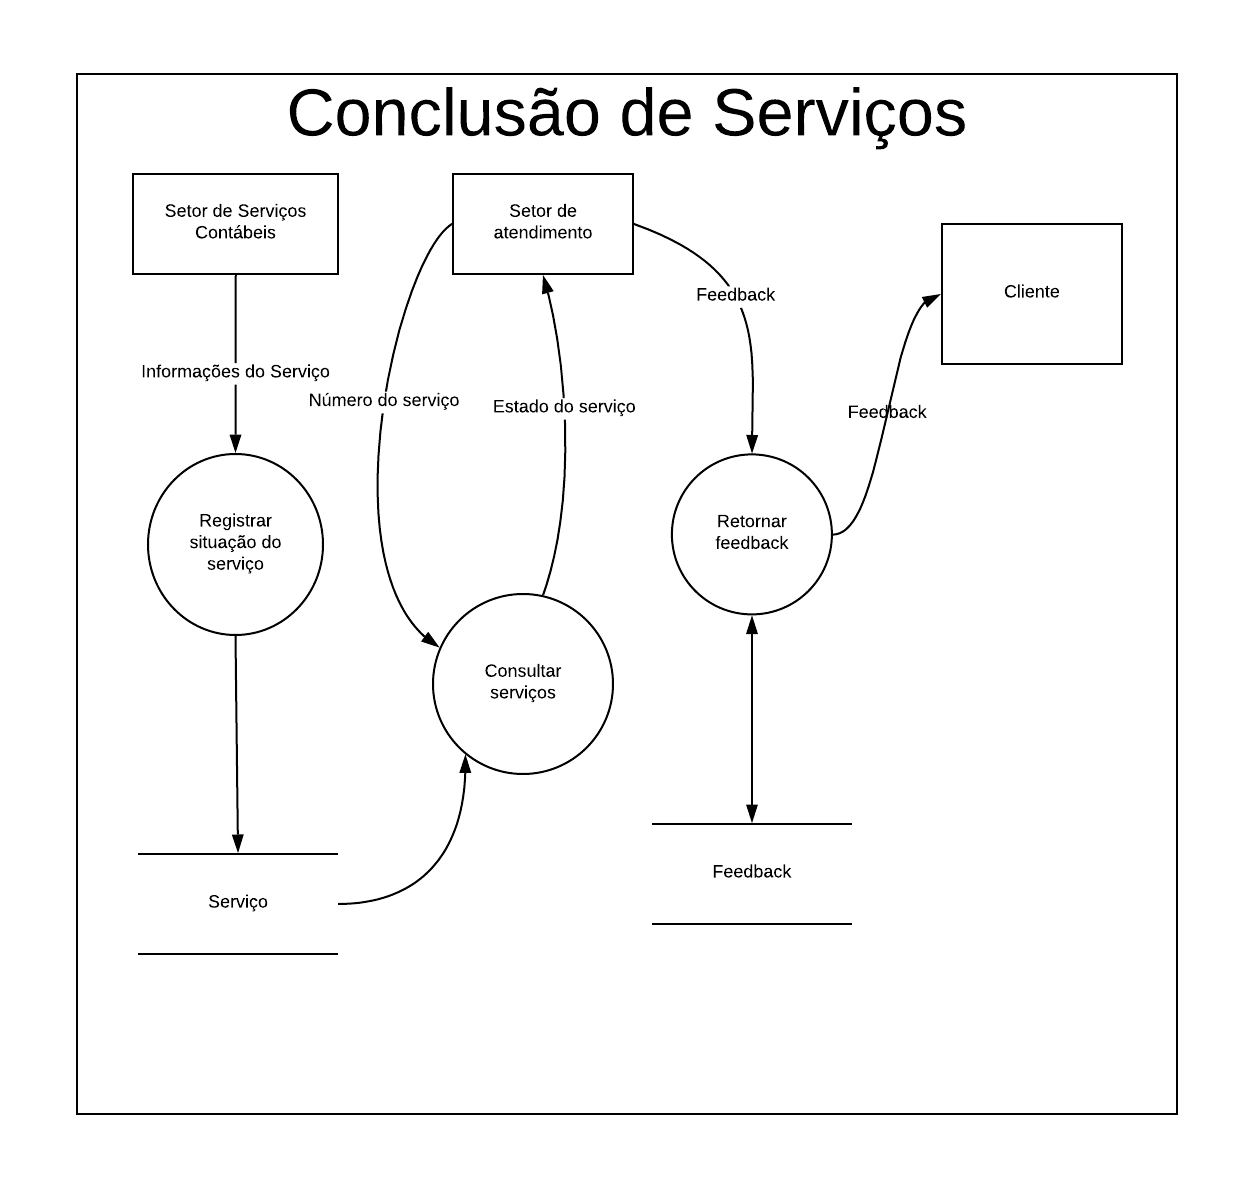 Conclusão de Serviços
Setor de Serviços
Contábeis
Setor de
atendimento
Cliente
Feedback
Informações do Serviço
Número do serviço
Estado do serviço
Feedback
Registrar
situação do
serviço
Retornar
feedback
Consultar
serviços
Feedback
Serviço